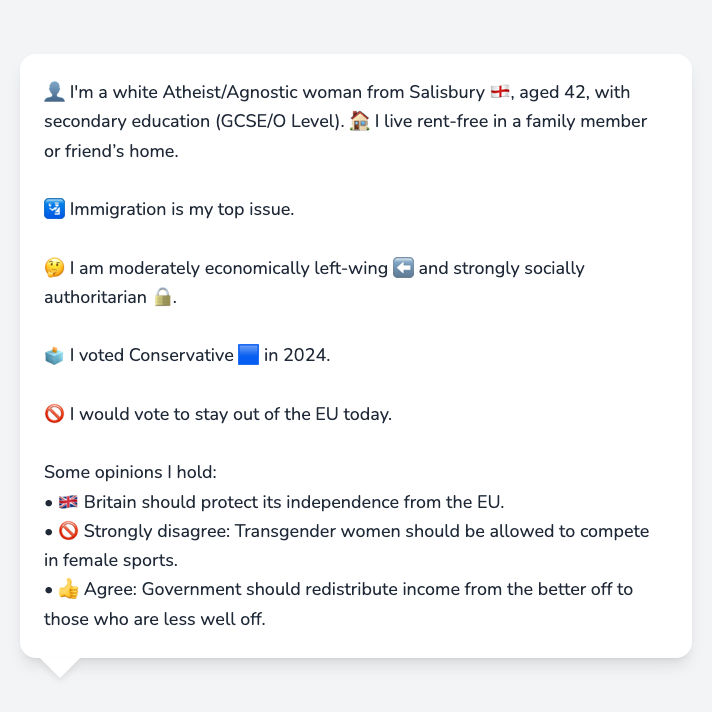 👤 I'm a white Atheist/Agnostic woman from Salisbury 🏴󠁧󠁢󠁥󠁮󠁧󠁿, aged 42, with
secondary education (GCSE/O Level). 🏠 I live rent-free in a family member
or friend’s home.
🛂 Immigration is my top issue.
🤔 I am moderately economically left-wing ⬅️ and strongly socially
authoritarian 🔒.
🗳️ I voted Conservative 🟦 in 2024.
🚫 I would vote to stay out of the EU today.
Some opinions I hold:
• 🇬🇧 Britain should protect its independence from the EU.
• 🚫 Strongly disagree: Transgender women should be allowed to compete
in female sports.
• 👍 Agree: Government should redistribute income from the better off to
those who are less well off.